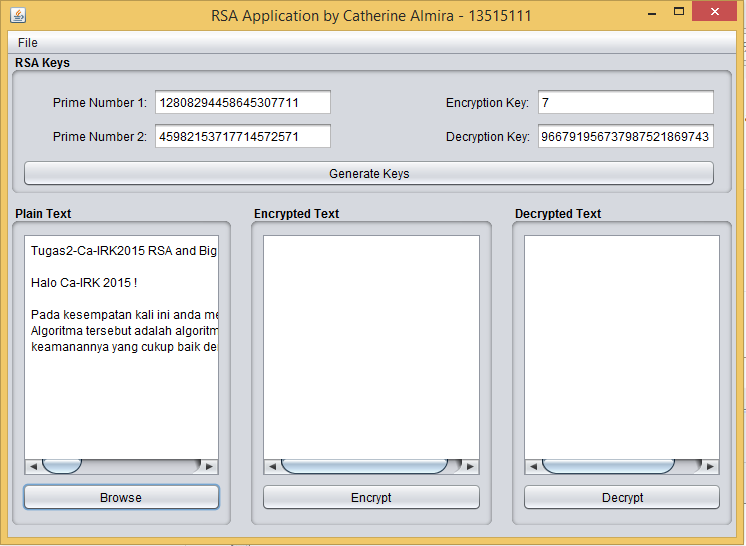 RSA Application by Catherine Almira - 13515111
File
RSA Keys
Prime Number 1: 12808294458645307711 Encryption Key: 7
Prime Number 2: 45982153717714572571 Decryption Key: 966791956737987521869743
Generate Keys
Plain Text Encrypted Text Decrypted Text
Tugas2-Ca-IRK2015 RSA and Big
Halo Ca-IRK 2015 !
Pada kesempatan kali ini anda me
Algoritma tersebut adalah algoritm
keamanannya yang cukup baik de
Browse Encrypt Decrypt